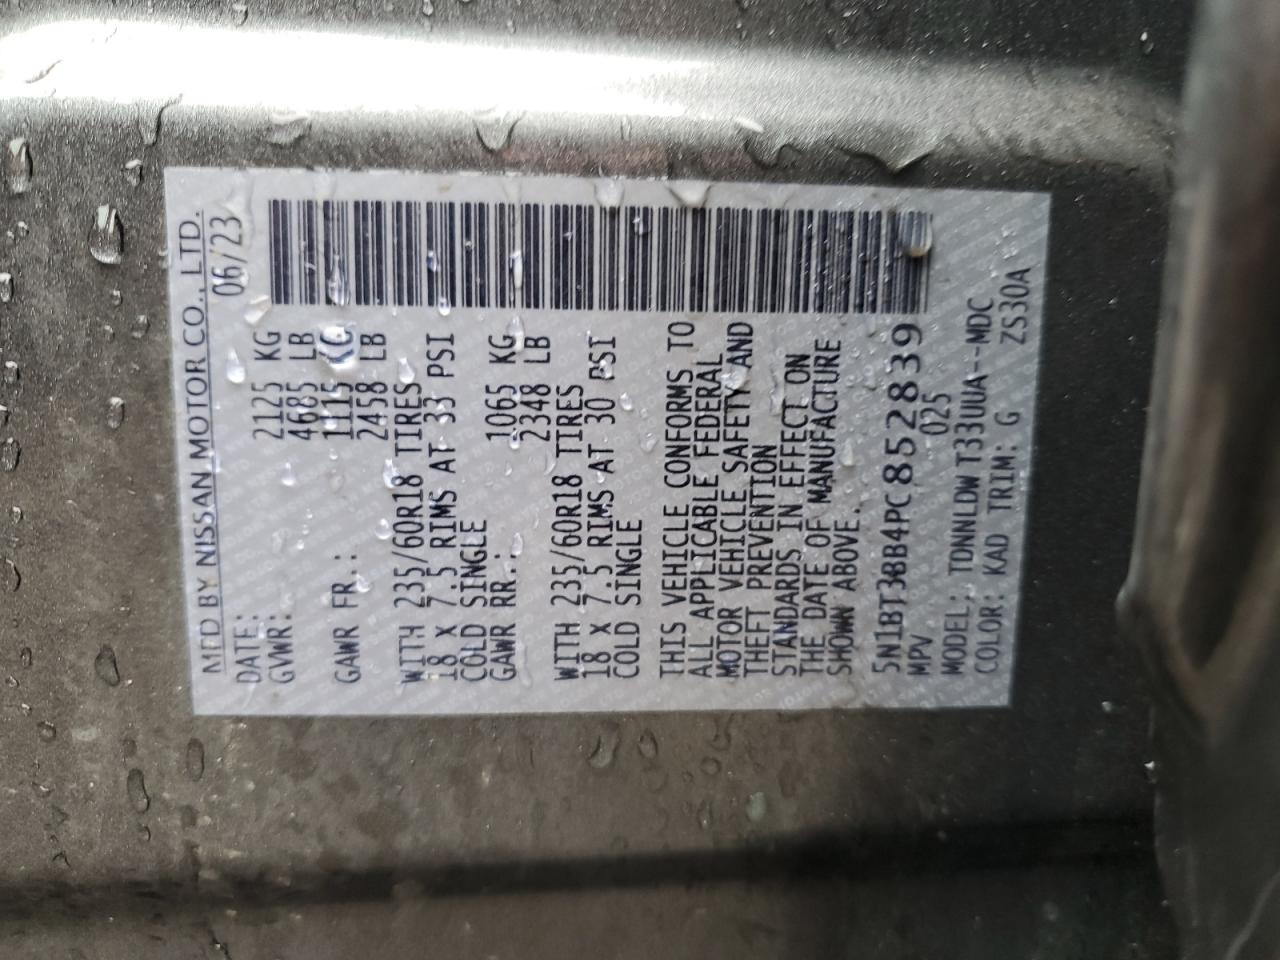 MFD BY NISSAN MOTOR CO., LTD.
DATE: 06/23
GVWR: 2125 KG
4685 LB
GAWR FR.: 1115 KG
2458 LB
WITH 235/60R18 TIRES
18 X 7.5 RIMS AT 33 PSI
COLD SINGLE
GAWR RR.: 1065 KG
2348 LB
WITH 235/60R18 TIRES
18 X 7.5 RIMS AT 30 PSI
COLD SINGLE
THIS VEHICLE CONFORMS TO
ALL APPLICABLE FEDERAL
MOTOR VEHICLE SAFETY AND
THEFT PREVENTION
STANDARDS IN EFFECT ON
THE DATE OF MANUFACTURE
SHOWN ABOVE.
5N1BT3BB4PC852839
MPV 025
MODEL: TDNNLDW T33UUA--MDC
COLOR: KAD TRIM: G ZS30A